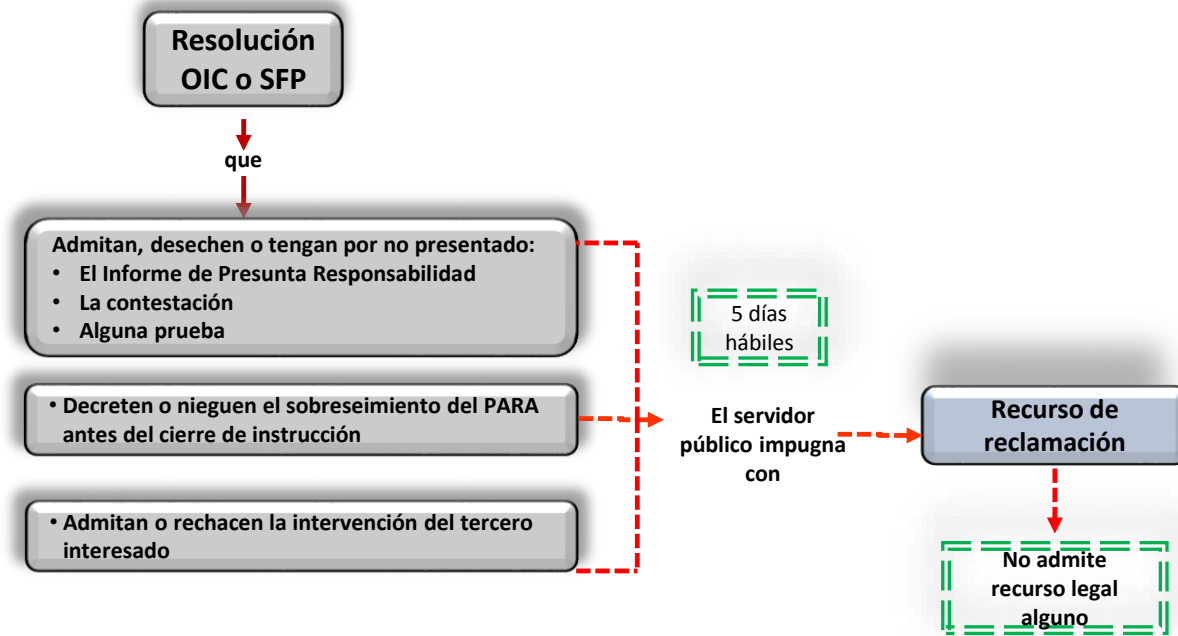 Resolución
OIC o SFP
que
Admitan, desechen o tengan por no presentado:
• El Informe de Presunta Responsabilidad
• La contestación
• Alguna prueba
• Decreten o nieguen el sobreseimiento del PARA
antes del cierre de instrucción
• Admitan o rechacen la intervención del tercero
interesado
5 días
hábiles
El servidor
público impugna
con
Recurso de
reclamación
No admite
recurso legal
alguno